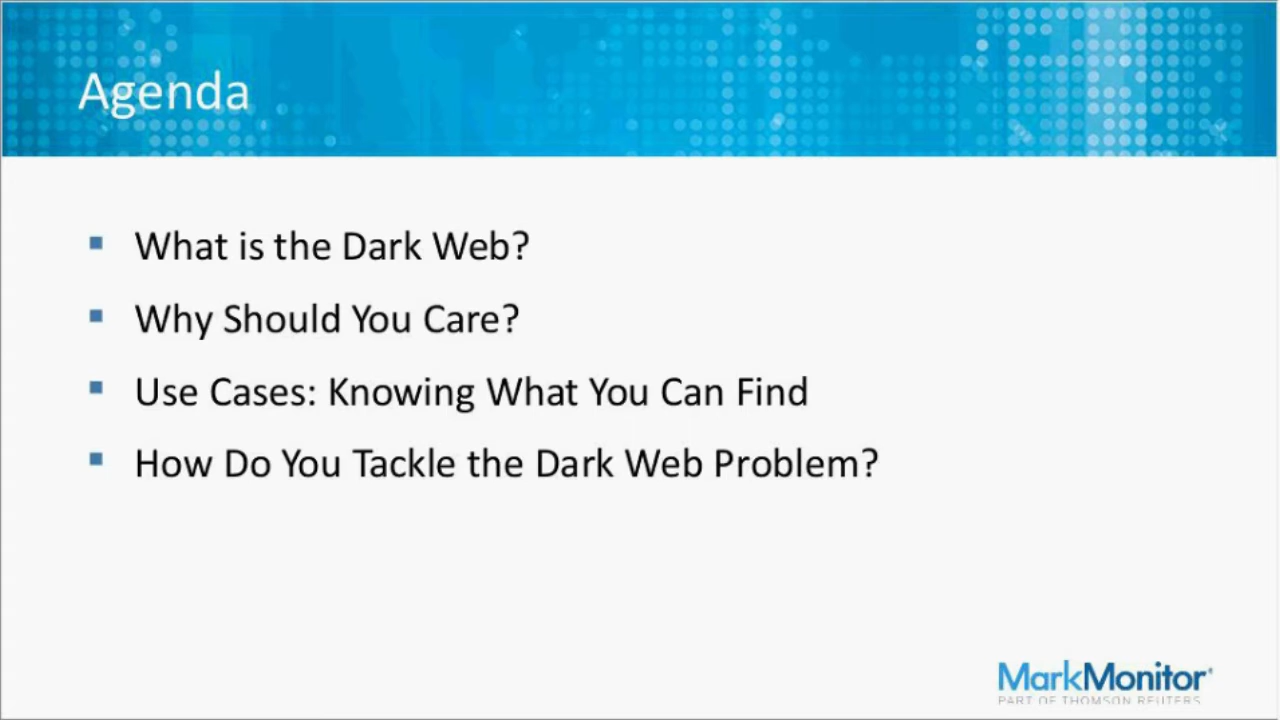 Agenda
What is the Dark Web?
Why Should You Care?
Use Cases: Knowing What You Can Find
How Do You Tackle the Dark Web Problem?
MarkMonitor®
PART OF THOMSON REUTERS